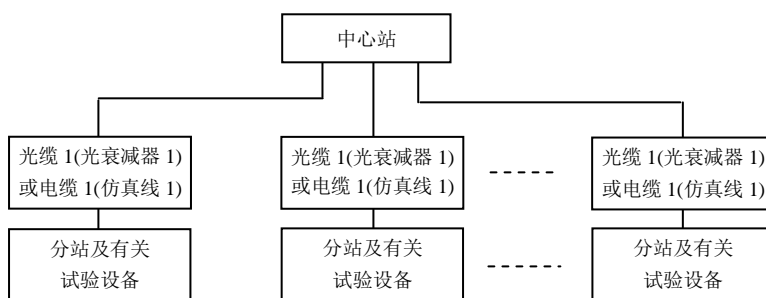 中心站
光缆 1(光衰减器 1)
或电缆 1(仿真线 1)
光缆 1(光衰减器 1)
或电缆 1(仿真线 1)
光缆 1(光衰减器 1)
或电缆 1(仿真线 1)
分站及有关
试验设备
分站及有关
试验设备
分站及有关
试验设备